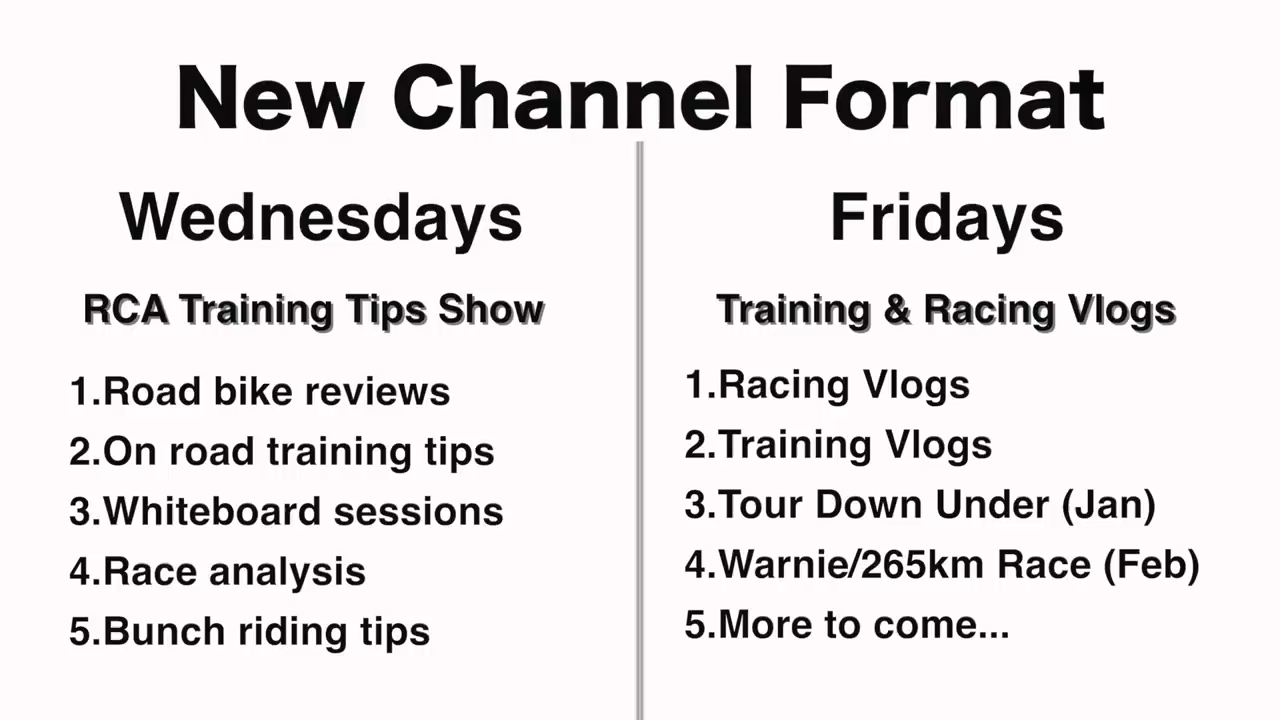 New Channel Format
Wednesdays
RCA Training Tips Show
1.Road bike reviews
2.On road training tips
3.Whiteboard sessions
4.Race analysis
5.Bunch riding tips
Fridays
Training & Racing Vlogs
1.Racing Vlogs
2.Training Vlogs
3.Tour Down Under (Jan)
4.Warnie/265km Race (Feb)
5.More to come...